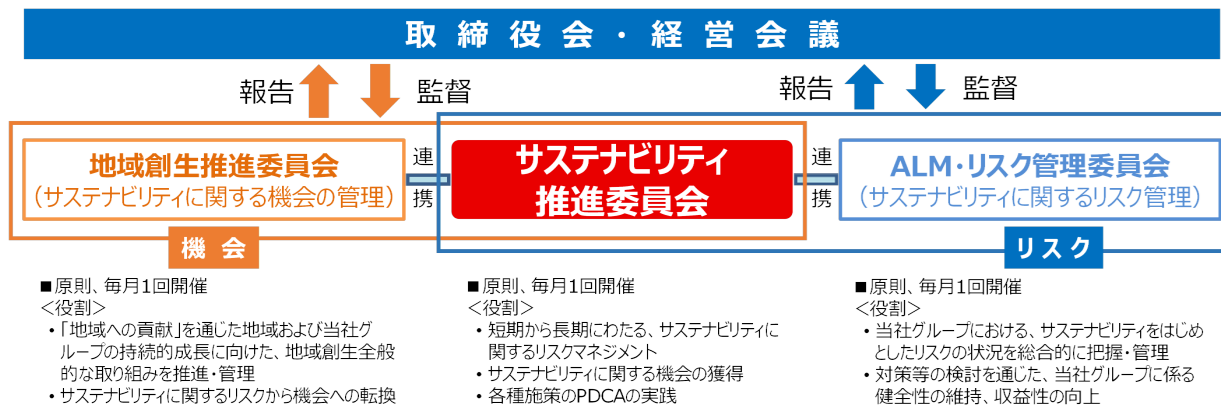 取締役会・経営会議
報告 監督
報告 監督
地域創生推進委員会
（サステナビリティに関する機会の管理）
連携
サステナビリティ
推進委員会
連携
ALM・リスク管理委員会
（サステナビリティに関するリスク管理）
機会
リスク
■原則、毎月1回開催
＜役割＞
・「地域への貢献」を通じた地域および当社グ
ループの持続的成長に向けた、地域創生全般
的な取り組みを推進・管理
・サステナビリティに関するリスクから機会への転換
■原則、毎月1回開催
＜役割＞
・短期から長期にわたる、サステナビリティに
関するリスクマネジメント
・サステナビリティに関する機会の獲得
・各種施策のPDCAの実践
■原則、毎月1回開催
＜役割＞
・当社グループにおける、サステナビリティをはじめ
としたリスクの状況を総合的に把握・管理
・対策等の検討を通じた、当社グループに係る
健全性の維持、収益性の向上